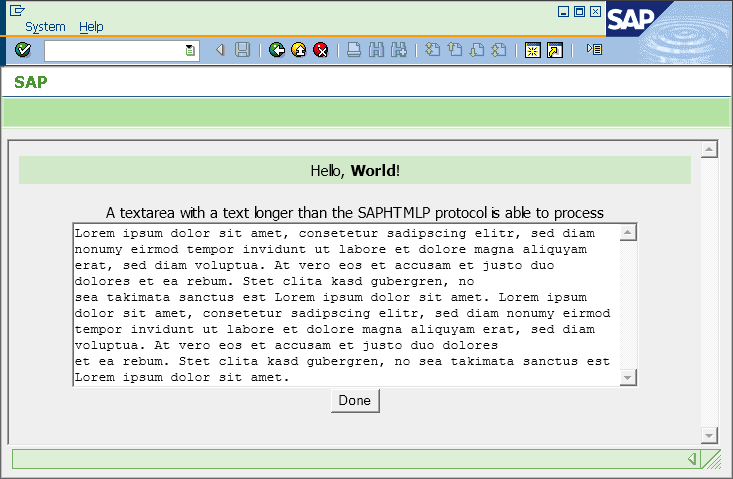 System Help
SAP
SAP
Hello, World!
A textarea with a text longer than the SAPHTMLP protocol is able to process
Lorem ipsum dolor sit amet, consetetur sadipscing elitr, sed diam
nonumy eirmod tempor invidunt ut labore et dolore magna aliquyam
erat, sed diam voluptua. At vero eos et accusam et justo duo
dolores et ea rebum. Stet clita kasd gubergren, no
sea takimata sanctus est Lorem ipsum dolor sit amet. Lorem ipsum
dolor sit amet, consetetur sadipscing elitr, sed diam nonumy eirmod
tempor invidunt ut labore et dolore magna aliquyam erat, sed diam
voluptua. At vero eos et accusam et justo duo dolores
et ea rebum. Stet clita kasd gubergren, no sea takimata sanctus est
Lorem ipsum dolor sit amet.
Done